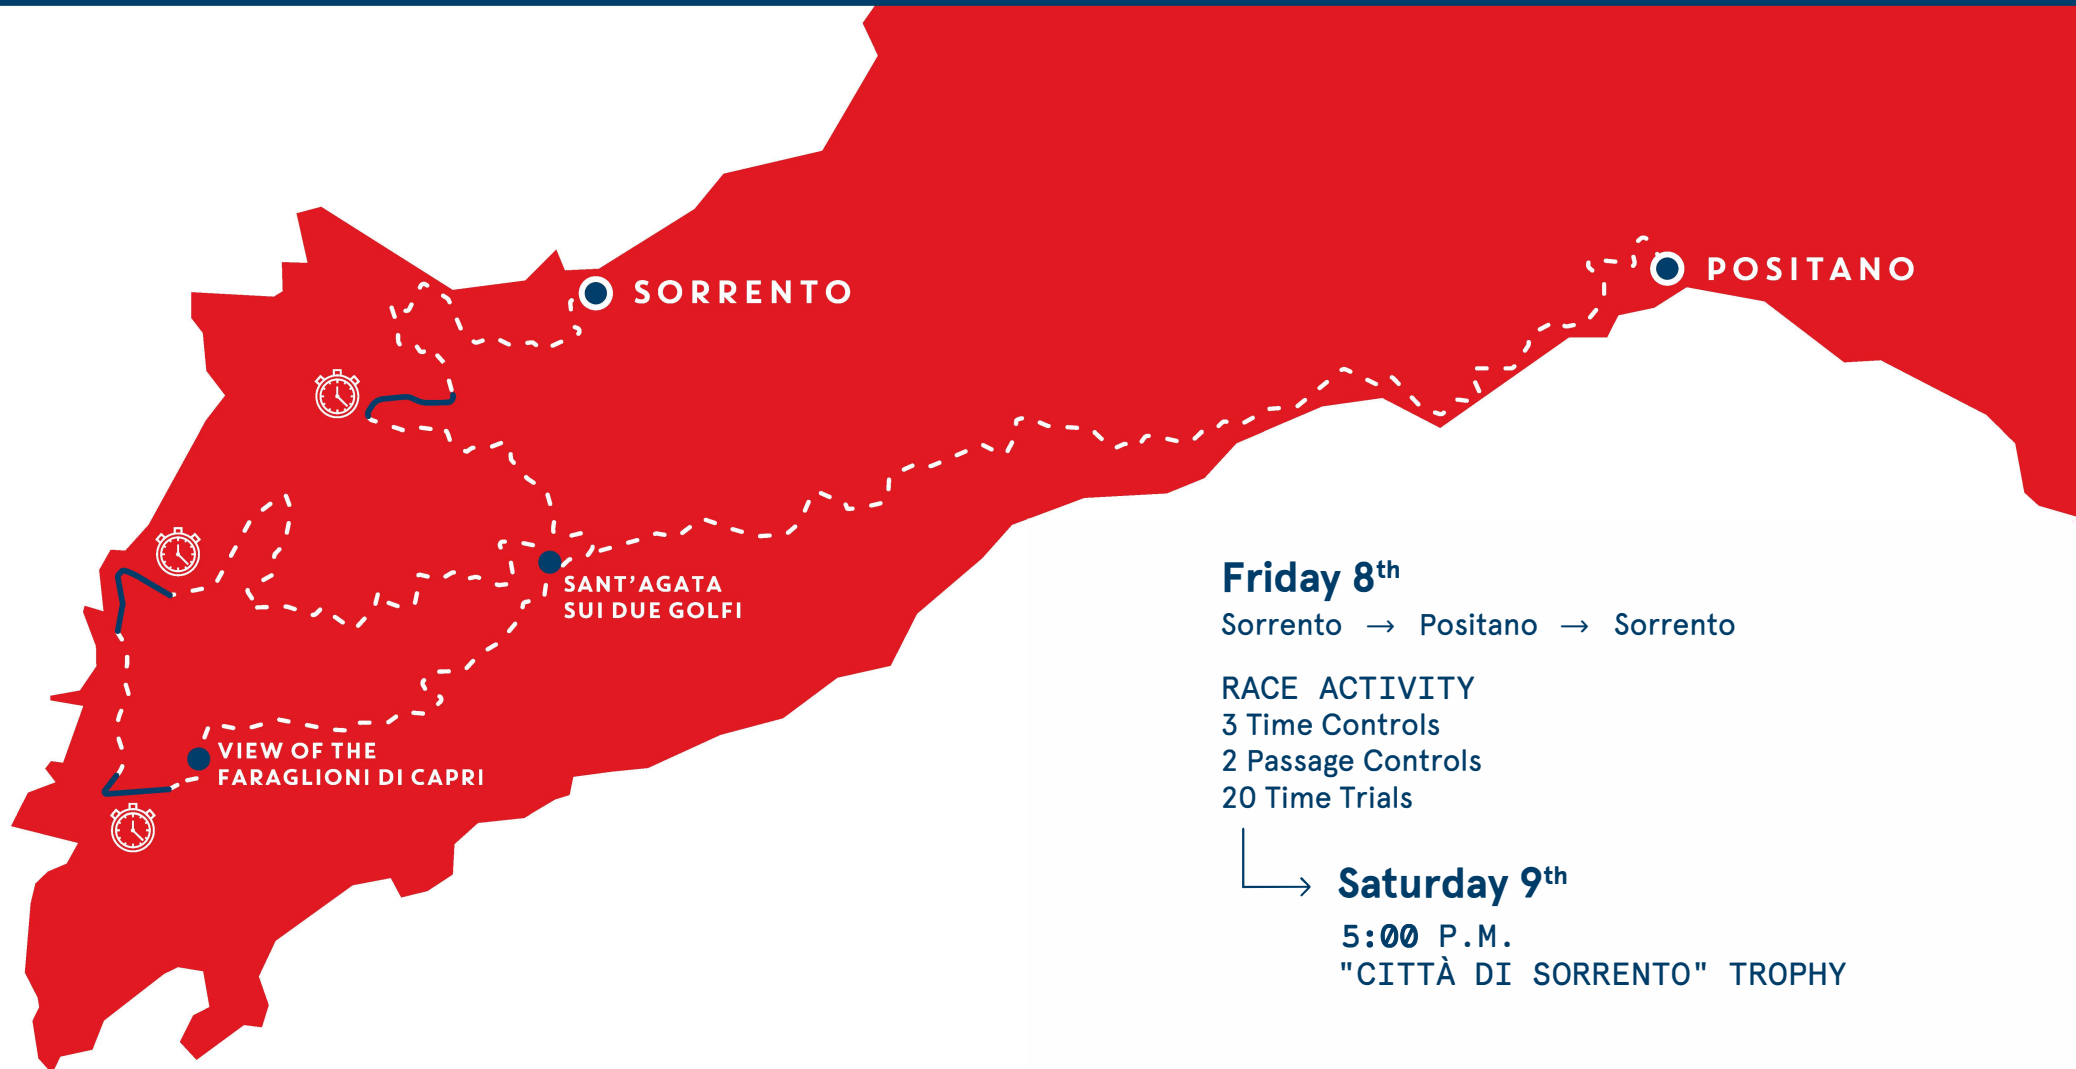 SORRENTO
POSITANO
SANT'AGATA
SUI DUE GOLFI
VIEW OF THE
FARAGLIONI DI CAPRI
Friday 8th
Sorrento → Positano → Sorrento
RACE ACTIVITY
3 Time Controls
2 Passage Controls
20 Time Trials
Saturday 9th
5:00 P.M.
"CITTÀ DI SORRENTO" TROPHY